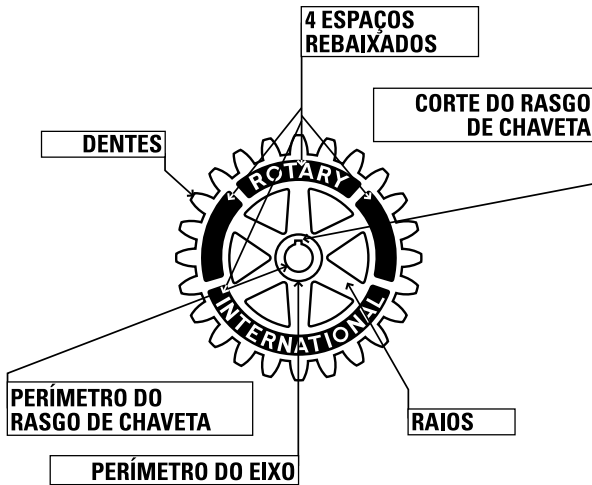 4 ESPAÇOS
REBAIXADOS
CORTE DO RASGO
DE CHAVETA
DENTES
ROTARY
INTERNATIONAL
PERÍMETRO DO
RASGO DE CHAVETA
RAIOS
PERÍMETRO DO EIXO